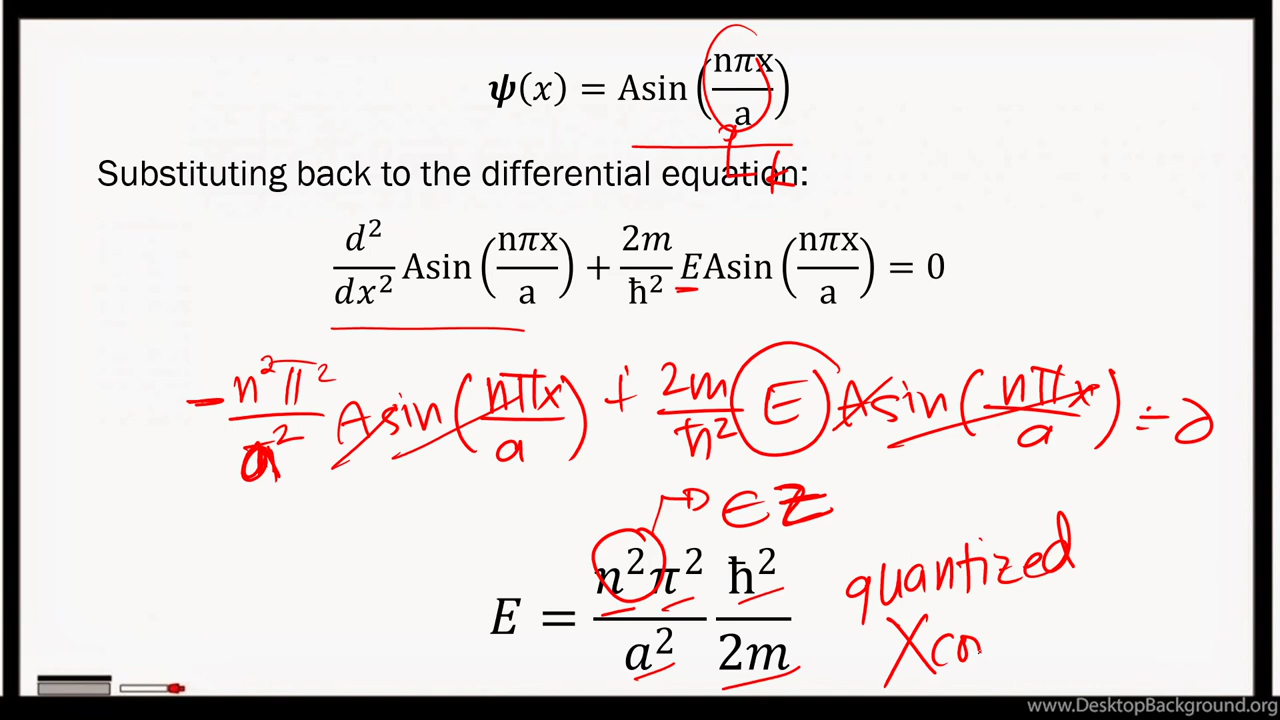 𝝍(x) = Asin(nπx/a)
k
Substituting back to the differential equation:
d²/dx² Asin(nπx/a) + 2m/ħ² EAsin(nπx/a) = 0
-n²π²/a² Asin(nπx/a) + 2m/ħ² E Asin(nπx/a) = 0
∈ Z
E = n²π²/a² ħ²/2m
quantized
X con
www.DesktopBackground.org